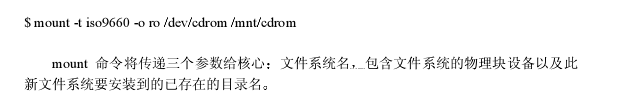 $ mount -t iso9660 -o ro /dev/cdrom /mnt/cdrom
mount 命令将传递三个参数给核心：文件系统名，包含文件系统的物理块设备以及此
新文件系统要安装到的已存在的目录名。